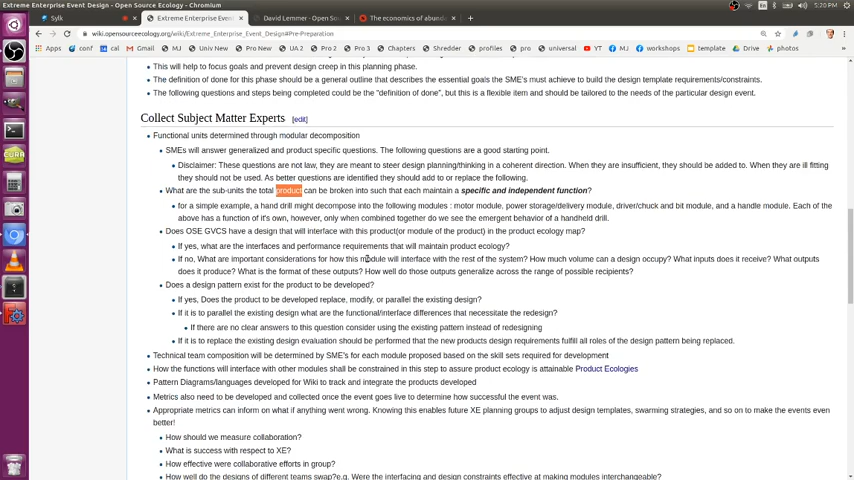 Extreme Enterprise Event Design - Open Source Ecology - Chromium
En
5:20 PM
Sylk
Extreme Enterprise Event D
David Lemmer - Open Sou
The economics of abund
wiki.opensourceecology.org/wiki/Extreme_Enterprise_Event_Design#Pre-Preparation
Apps
conf
cal
Gmail
MJ
Univ New
Pro New
UA 2
Pro 2
Pro 3
Chapters
Shredder
profiles
pro
universal
YT
MJ
workshops
template
Drive
photos
This will help to focus goals and prevent design creep in this planning phase.
The definition of done for this phase should be a general outline that describes the essential goals the SME's must achieve to build the design template requirements/constraints.
The following questions and steps being completed could be the "definition of done", but this is a flexible item and should be tailored to the needs of the particular design event.
Collect Subject Matter Experts [edit]
Functional units determined through modular decomposition
SMEs will answer generalized and product specific questions. The following questions are a good starting point.
Disclaimer: These questions are not law, they are meant to steer design planning/thinking in a coherent direction. When they are insufficient, they should be added to. When they are ill fitting
they should not be used. As better questions are identified they should add to or replace the following.
What are the sub-units the total product can be broken into such that each maintain a specific and independent function?
for a simple example, a hand drill might decompose into the following modules : motor module, power storage/delivery module, driver/chuck and bit module, and a handle module. Each of the
above has a function of it's own, however, only when combined together do we see the emergent behavior of a handheld drill.
Does OSE GVCS have a design that will interface with this product(or module of the product) in the product ecology map?
If yes, what are the interfaces and performance requirements that will maintain product ecology?
If no, What are important considerations for how this module will interface with the rest of the system? How much volume can a design occupy? What inputs does it receive? What outputs
does it produce? What is the format of these outputs? How well do those outputs generalize across the range of possible recipients?
Does a design pattern exist for the product to be developed?
If yes, Does the product to be developed replace, modify, or parallel the existing design?
If it is to parallel the existing design what are the functional/interface differences that necessitate the redesign?
If there are no clear answers to this question consider using the existing pattern instead of redesigning
If it is to replace the existing design evaluation should be performed that the new products design requirements fulfill all roles of the design pattern being replaced.
Technical team composition will be determined by SME's for each module proposed based on the skill sets required for development
How the functions will interface with other modules shall be constrained in this step to assure product ecology is attainable Product Ecologies
Pattern Diagrams/languages developed for Wiki to track and integrate the products developed
Metrics also need to be developed and collected once the event goes live to determine how successful the event was.
Appropriate metrics can inform on what if anything went wrong. Knowing this enables future XE planning groups to adjust design templates, swarming strategies, and so on to make the events even
better!
How should we measure collaboration?
What is success with respect to XE?
How effective were collaborative efforts in group?
How well do the designs of different teams swap?e.g. Were the interfacing and design constraints effective at making modules interchangeable?